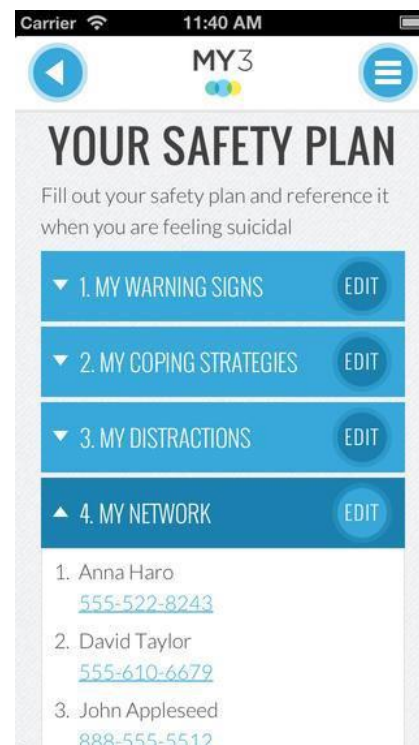 Carrier 11:40 AM
MY3
YOUR SAFETY PLAN
Fill out your safety plan and reference it
when you are feeling suicidal
1. MY WARNING SIGNS EDIT
2. MY COPING STRATEGIES EDIT
3. MY DISTRACTIONS EDIT
4. MY NETWORK EDIT
1. Anna Haro
555-522-8243
2. David Taylor
555-610-6679
3. John Appleseed
888-555-5512